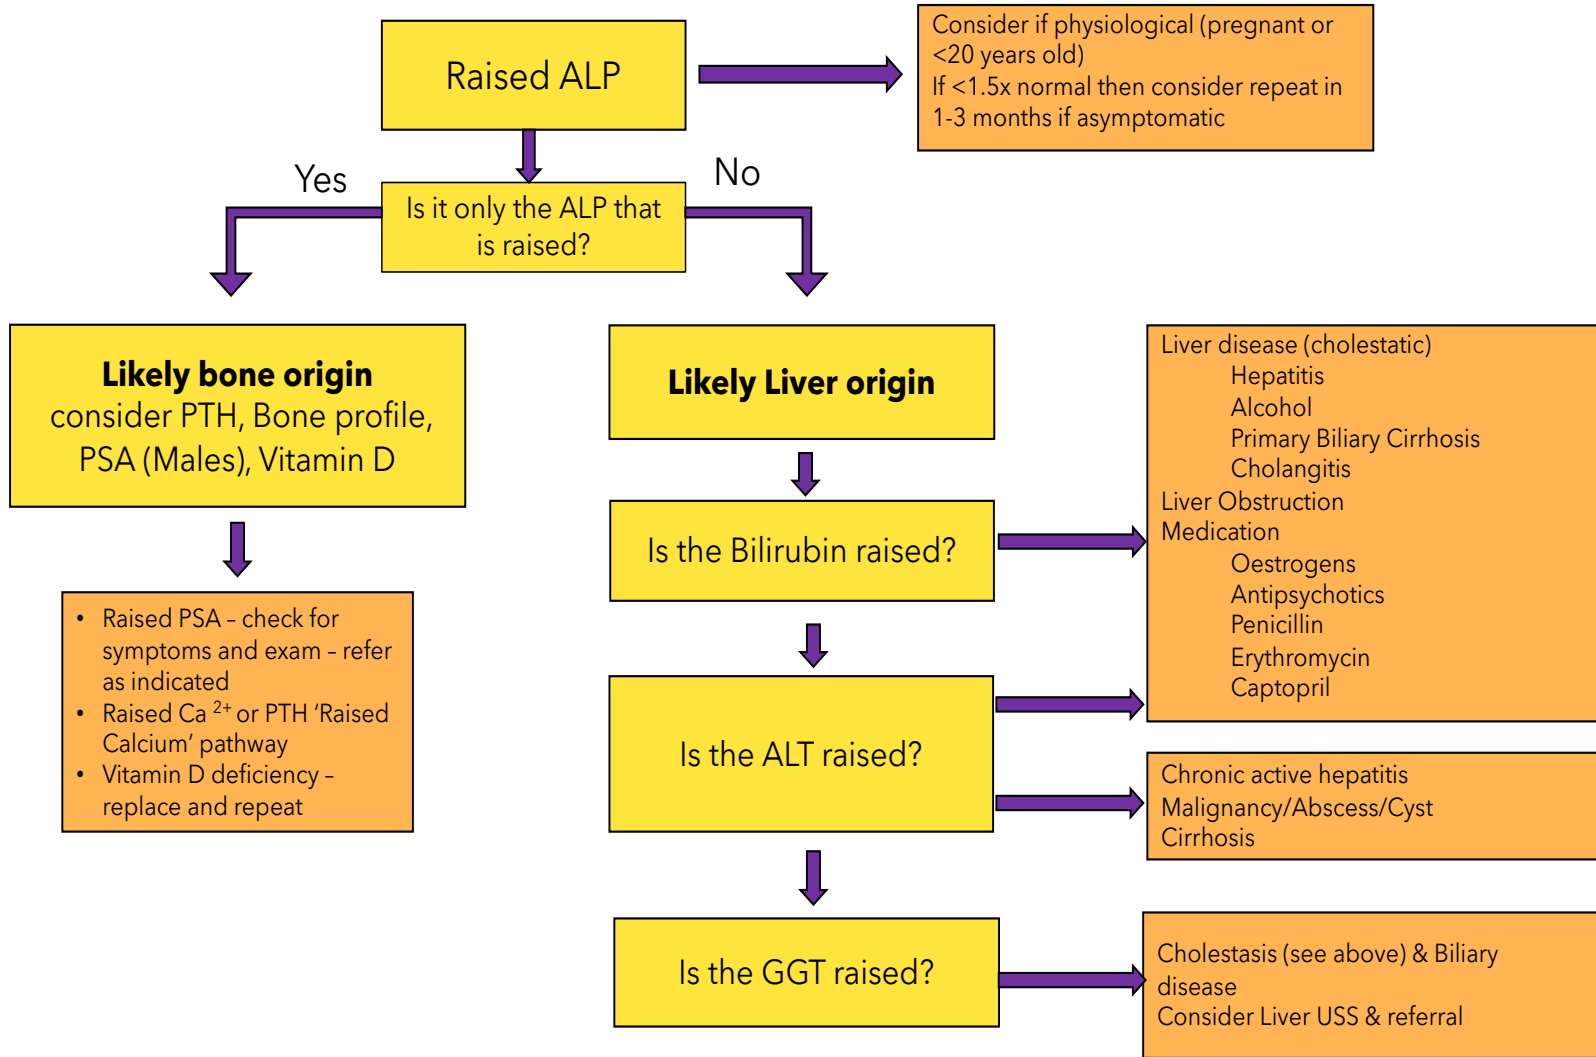 Raised ALP
Consider if physiological (pregnant or
<20 years old)
If <1.5x normal then consider repeat in
1-3 months if asymptomatic
Yes
No
Is it only the ALP that
is raised?
Likely bone origin
consider PTH, Bone profile,
PSA (Males), Vitamin D
• Raised PSA – check for
symptoms and exam – refer
as indicated
• Raised Ca 2+ or PTH ‘Raised
Calcium’ pathway
• Vitamin D deficiency –
replace and repeat
Likely Liver origin
Is the Bilirubin raised?
Liver disease (cholestatic)
Hepatitis
Alcohol
Primary Biliary Cirrhosis
Cholangitis
Liver Obstruction
Medication
Oestrogens
Antipsychotics
Penicillin
Erythromycin
Captopril
Is the ALT raised?
Chronic active hepatitis
Malignancy/Abscess/Cyst
Cirrhosis
Is the GGT raised?
Cholestasis (see above) & Biliary
disease
Consider Liver USS & referral